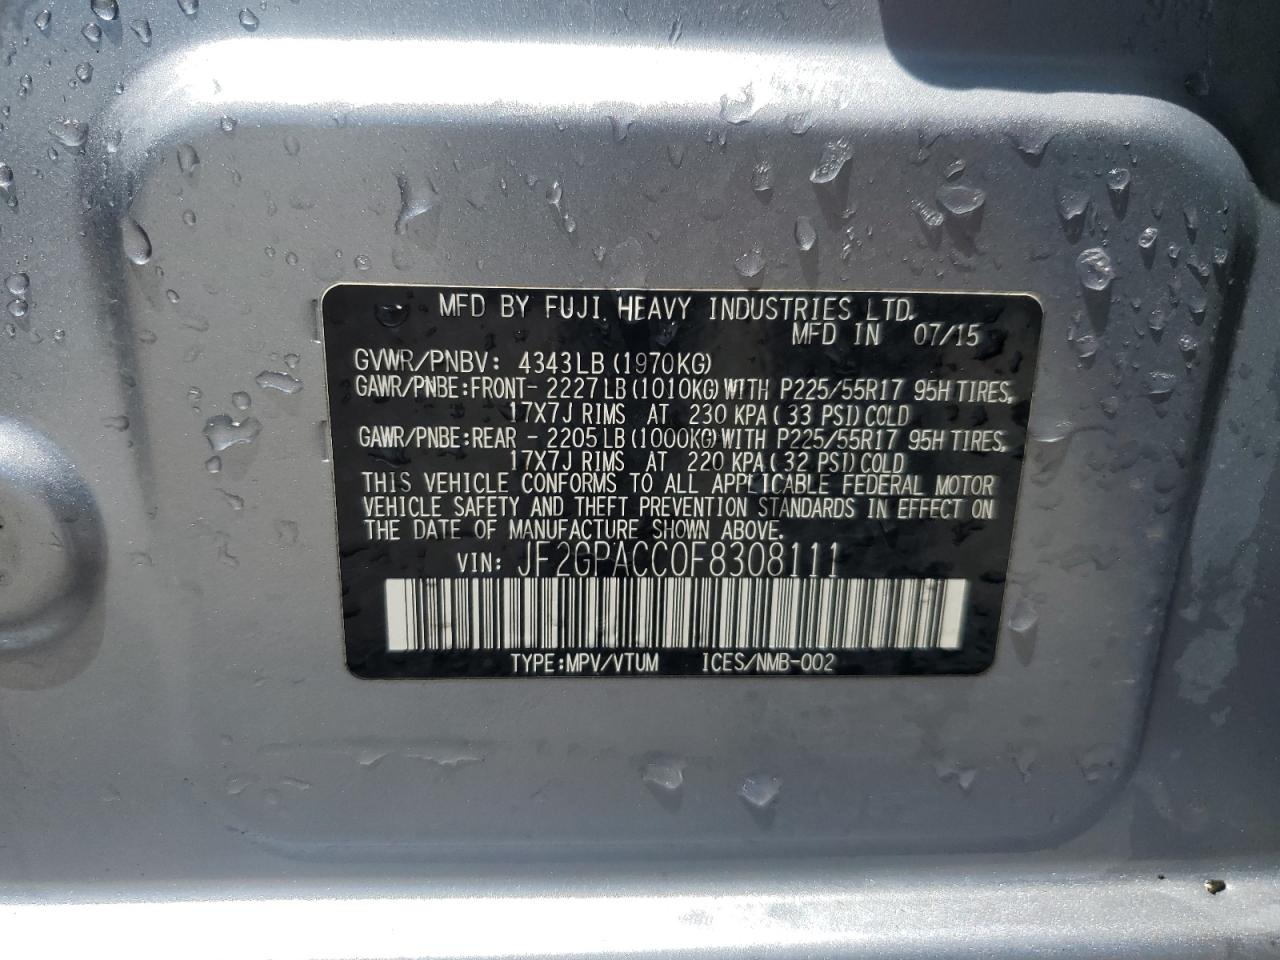 MFD BY FUJI HEAVY INDUSTRIES LTD.
MFD IN 07/15
GVWR/PNBV: 4343LB(1970KG)
GAWR/PNBE:FRONT- 2227LB(1010KG)WITH P225/55R17 95H TIRES,
17X7J RIMS AT 230 KPA(33 PSI)COLD
GAWR/PNBE:REAR - 2205LB(1000KG)WITH P225/55R17 95H TIRES,
17X7J RIMS AT 220 KPA(32 PSI)COLD
THIS VEHICLE CONFORMS TO ALL APPLICABLE FEDERAL MOTOR
VEHICLE SAFETY AND THEFT PREVENTION STANDARDS IN EFFECT ON
THE DATE OF MANUFACTURE SHOWN ABOVE.
VIN: JF2GPACC0F8308111
TYPE:MPV/VTUM ICES/NMB-002